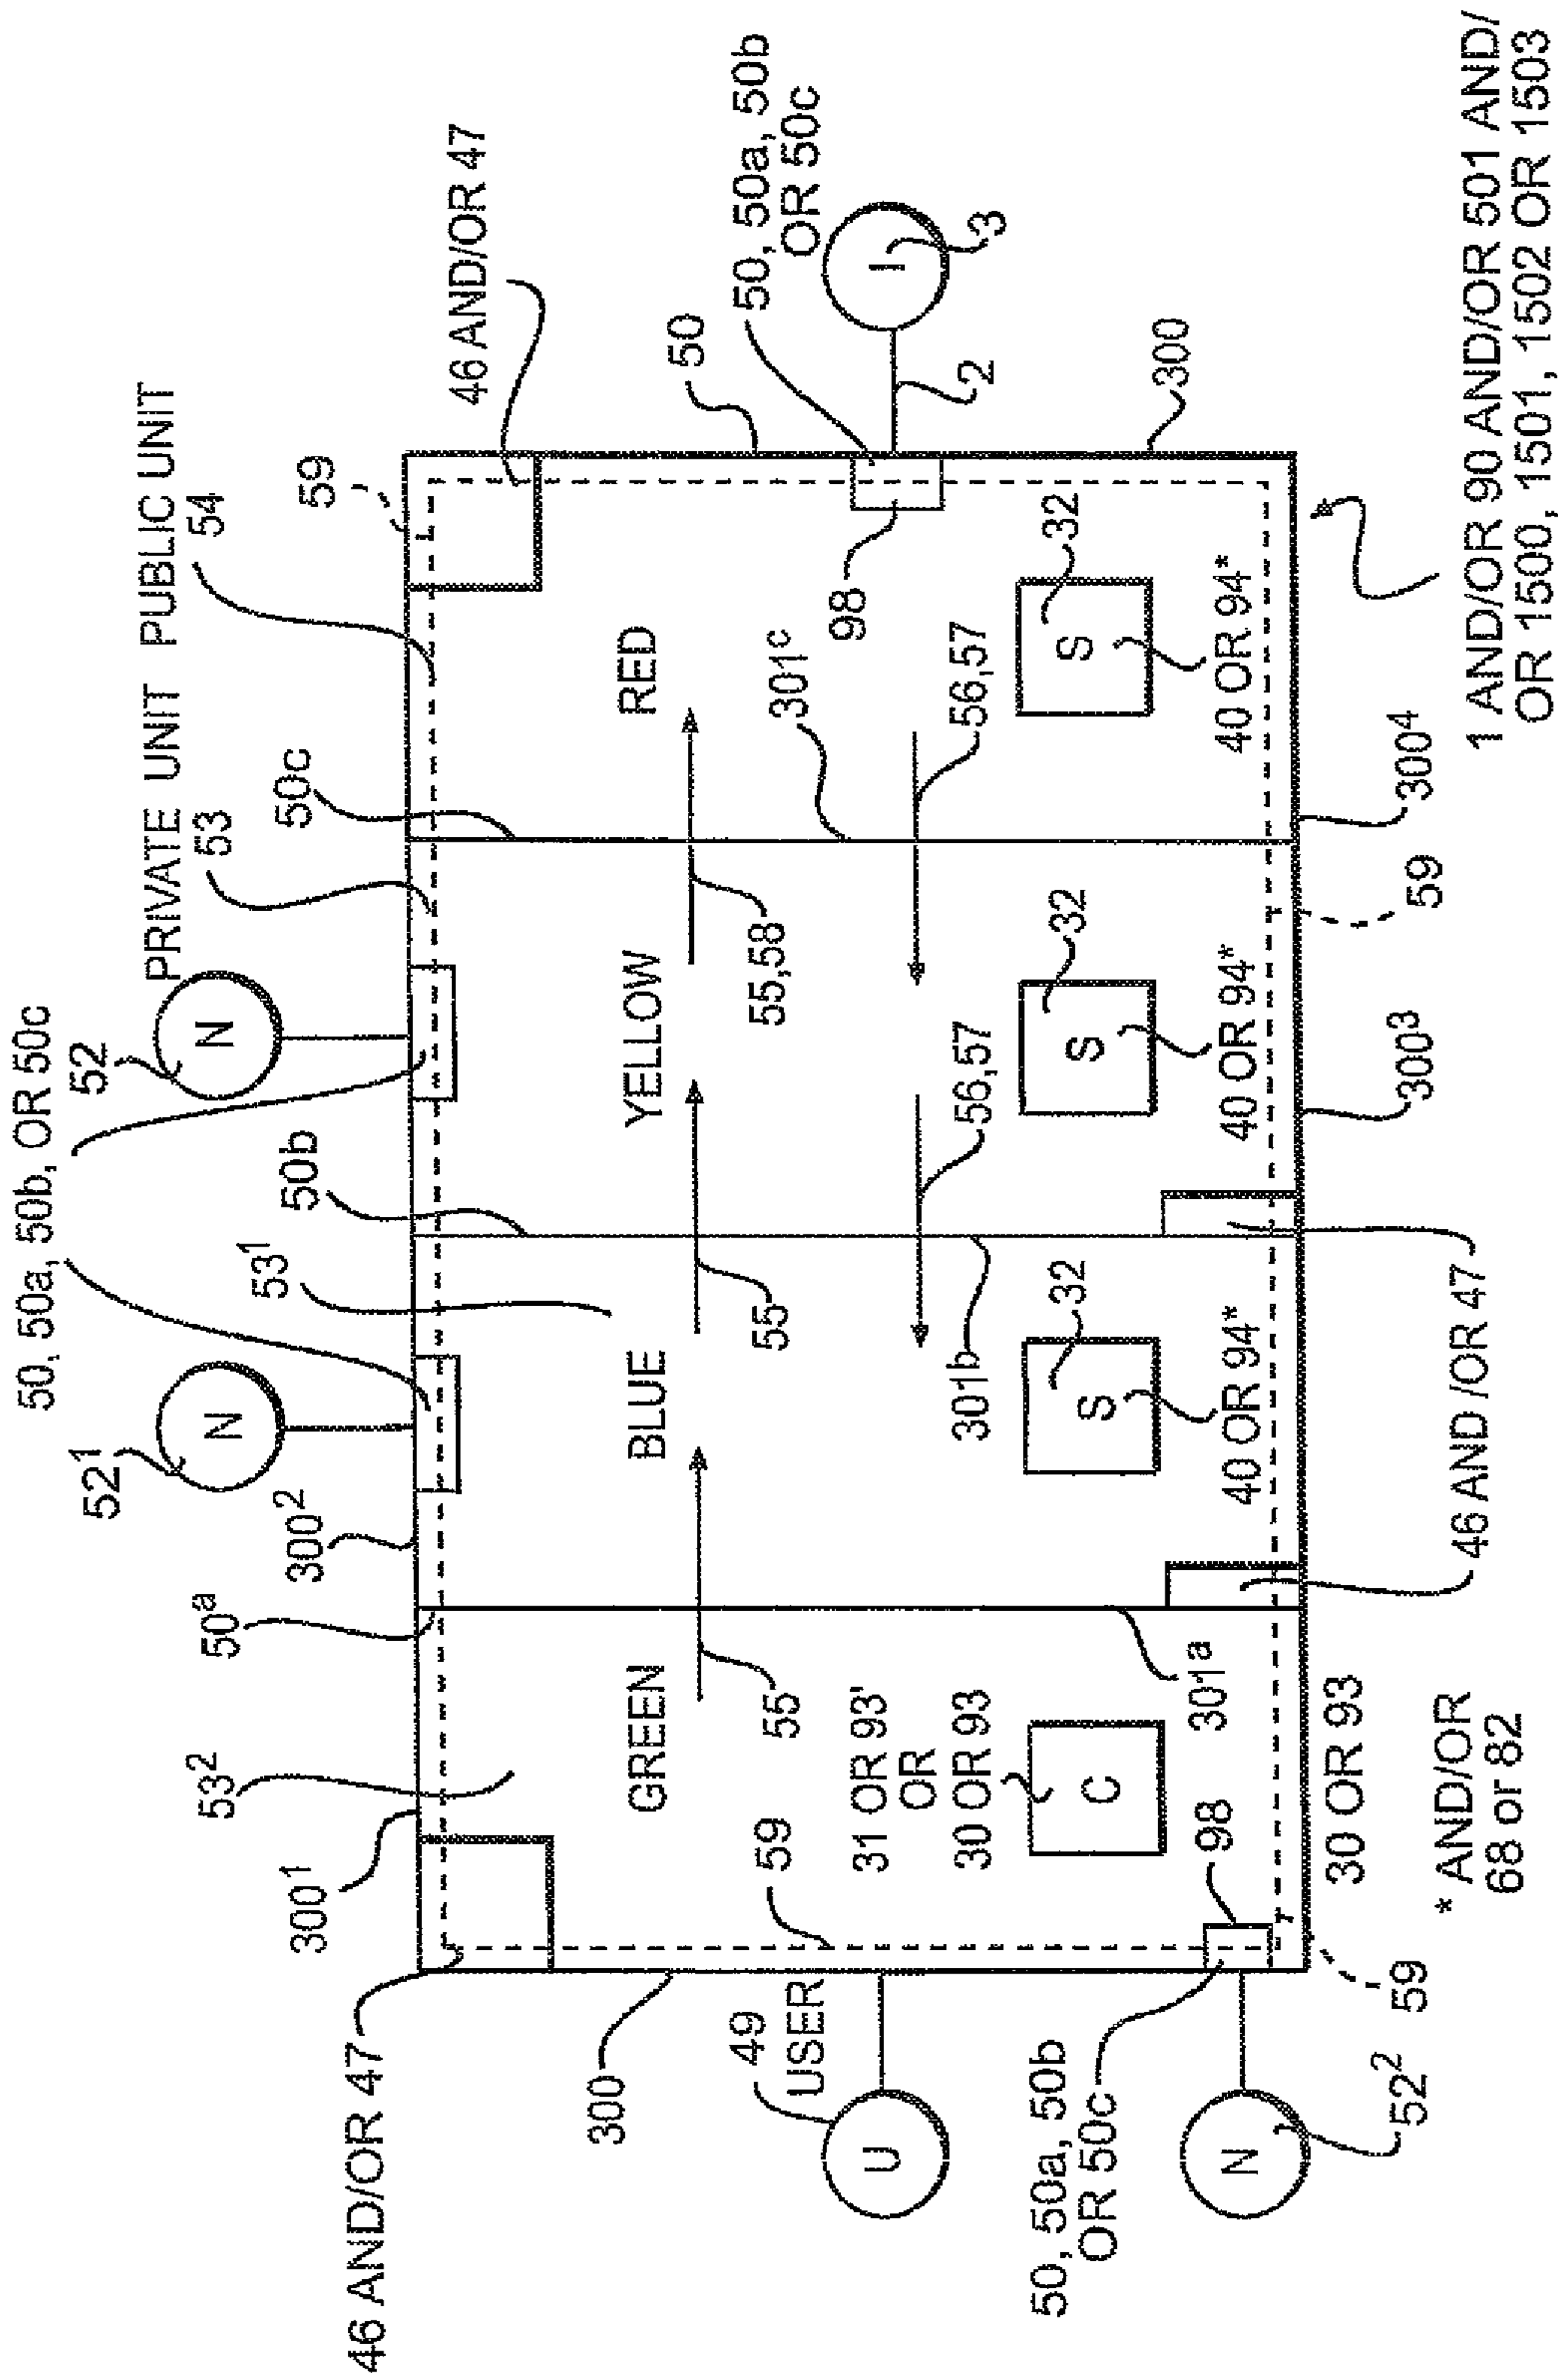 50, 50a, 50b, OR 50c
52¹
N
52
N
PRIVATE UNIT
PUBLIC UNIT
53
54
46 AND/OR 47
300¹
53²
50ᵃ
300²
53¹
50b
50c
59
50
50, 50a, 50b
OR 50c
46 AND/OR 47
GREEN
BLUE
YELLOW
RED
300
55
55
55,58
59
49
USER
U
31 OR 93'
OR
30 OR 93
C
301ᵃ
301b
56,57
301ᶜ
56,57
98
I
3
2
300
50, 50a, 50b
OR 50c
98
S
32
S
32
S
32
40 OR 94*
40 OR 94*
40 OR 94*
N
52²
59
30 OR 93
46 AND /OR 47
300³
59
300⁴
* AND/OR
68 or 82
1 AND/OR 90 AND/OR 501 AND/
OR 1500, 1501, 1502 OR 1503